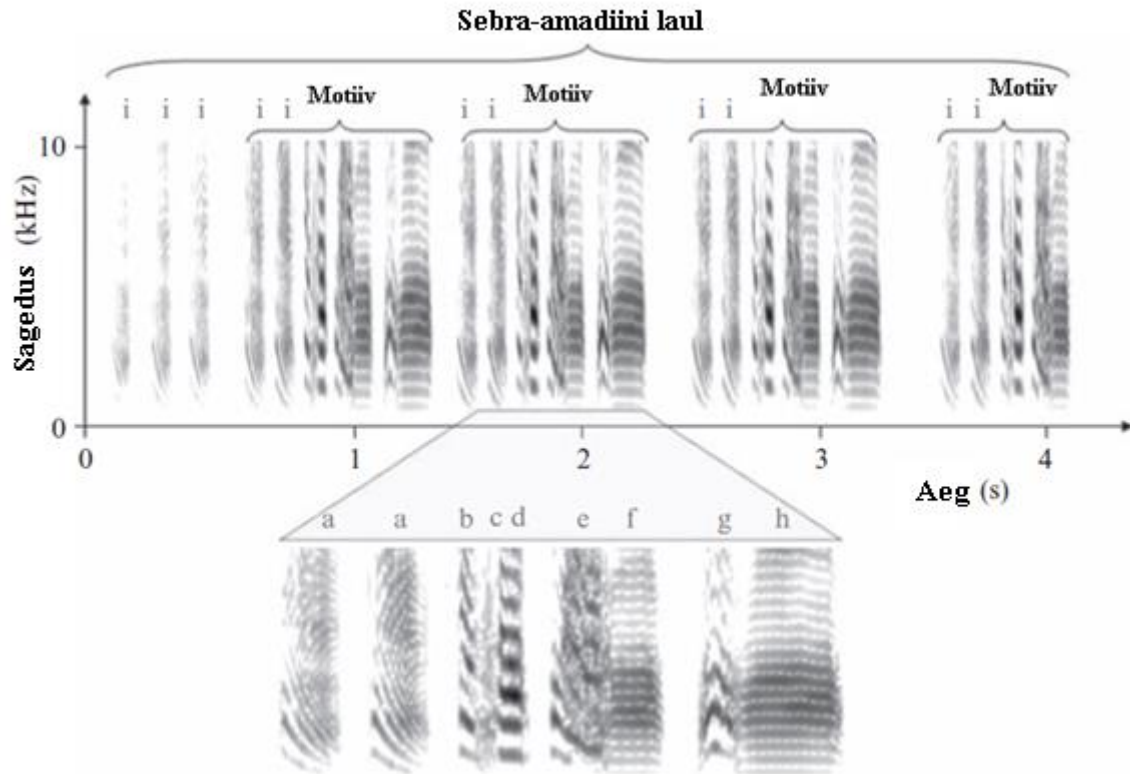 Sebra-amadiini laul
i i i i i Motiiv i i Motiiv i i Motiiv i i Motiiv
10
Sagedus (kHz)
0
0 1 2 3 4
Aeg (s)
a a b c d e f g h